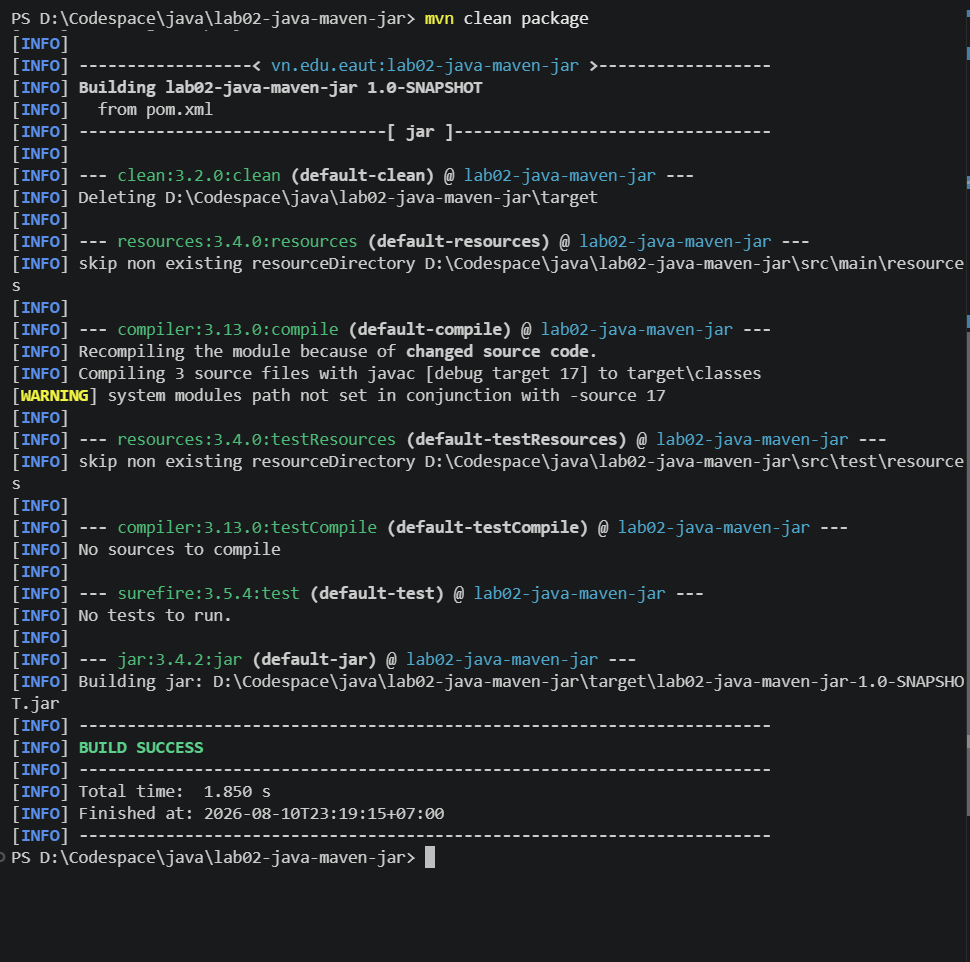 PS D:\Codespace\java\lab02-java-maven-jar> mvn clean package
[INFO]
[INFO] ------------------< vn.edu.eaut:lab02-java-maven-jar >------------------
[INFO] Building lab02-java-maven-jar 1.0-SNAPSHOT
[INFO]   from pom.xml
[INFO] --------------------------------[ jar ]---------------------------------
[INFO]
[INFO] --- clean:3.2.0:clean (default-clean) @ lab02-java-maven-jar ---
[INFO] Deleting D:\Codespace\java\lab02-java-maven-jar\target
[INFO]
[INFO] --- resources:3.4.0:resources (default-resources) @ lab02-java-maven-jar ---
[INFO] skip non existing resourceDirectory D:\Codespace\java\lab02-java-maven-jar\src\main\resource
s
[INFO]
[INFO] --- compiler:3.13.0:compile (default-compile) @ lab02-java-maven-jar ---
[INFO] Recompiling the module because of changed source code.
[INFO] Compiling 3 source files with javac [debug target 17] to target\classes
[WARNING] system modules path not set in conjunction with -source 17
[INFO]
[INFO] --- resources:3.4.0:testResources (default-testResources) @ lab02-java-maven-jar ---
[INFO] skip non existing resourceDirectory D:\Codespace\java\lab02-java-maven-jar\src\test\resource
s
[INFO]
[INFO] --- compiler:3.13.0:testCompile (default-testCompile) @ lab02-java-maven-jar ---
[INFO] No sources to compile
[INFO]
[INFO] --- surefire:3.5.4:test (default-test) @ lab02-java-maven-jar ---
[INFO] No tests to run.
[INFO]
[INFO] --- jar:3.4.2:jar (default-jar) @ lab02-java-maven-jar ---
[INFO] Building jar: D:\Codespace\java\lab02-java-maven-jar\target\lab02-java-maven-jar-1.0-SNAPSHO
T.jar
[INFO] ------------------------------------------------------------------------
[INFO] BUILD SUCCESS
[INFO] ------------------------------------------------------------------------
[INFO] Total time:  1.850 s
[INFO] Finished at: 2026-08-10T23:19:15+07:00
[INFO] ------------------------------------------------------------------------
PS D:\Codespace\java\lab02-java-maven-jar>